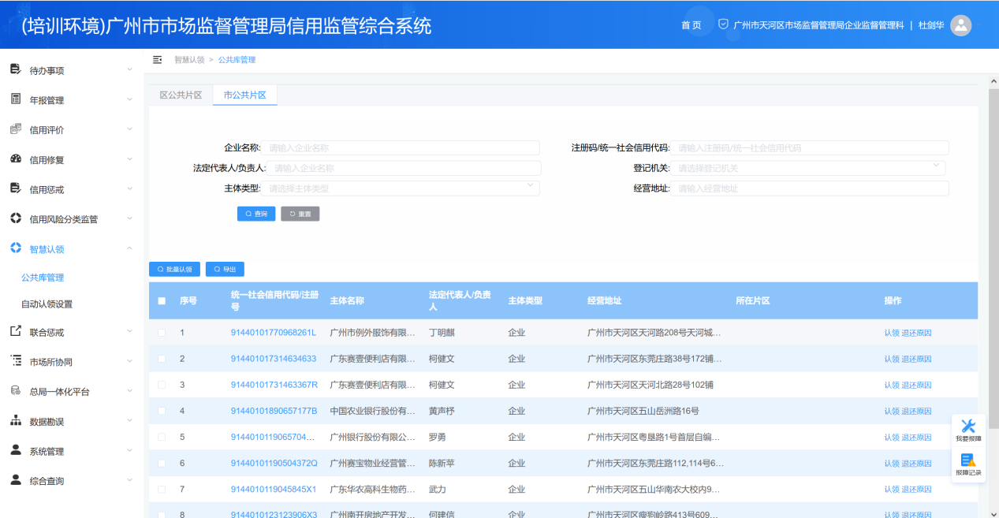 (培训环境)广州市市场监督管理局信用监管综合系统
首 页 广州市天河区市场监督管理局企业监督管理科 | 杜剑华
待办事项
年报管理
信用评价
信用修复
信用惩戒
信用风险分类监管
智慧认领
公共库管理
自动认领设置
联合惩戒
市场所协同
总局一体化平台
数据勘误
系统管理
综合查询
智慧认领 > 公共库管理
区公共片区 市公共片区
企业名称: 请输入企业名称 注册码/统一社会信用代码: 请输入注册码/统一社会信用代码
法定代表人/负责人: 请输入企业名称 登记机关: 请选择登记机关
主体类型: 请选择主体类型 经营地址: 请输入经营地址
查询 重置
批量认领 导出
序号 统一社会信用代码/注册号 主体名称 法定代表人/负责人 主体类型 经营地址 所在片区 操作
1 91440101770968261L 广州市例外服饰有限... 丁明麒 企业 广州市天河区天河路208号天河城... 认领 退还原因
2 914401017314634633 广东赛壹便利店有限... 柯健文 企业 广州市天河区东莞庄路38号172铺... 认领 退还原因
3 91440101731463367R 广东赛壹便利店有限... 柯健文 企业 广州市天河区天河北路28号102铺 认领 退还原因
4 91440101890657177B 中国农业银行股份有... 黄声杼 企业 广州市天河区五山岳洲路16号 认领 退还原因
5 9144010119065704... 广州银行股份有限公... 罗勇 企业 广州市天河区粤垦路1号首层自编... 认领 退还原因
6 91440101190504372Q 广州赛宝物业经营管... 陈新苹 企业 广州市天河区东莞庄路112,114号6... 认领 退还原因
7 9144010119045845X1 广东华农高科生物药... 武力 企业 广州市天河区五山华南农大校内9... 认领 退还原因
8 9144010123123906X3 广州南开房地产开发... 何建信 企业 广州市天河区瘦狗岭路413号609... 认领 退还原因
我要报障
报障记录